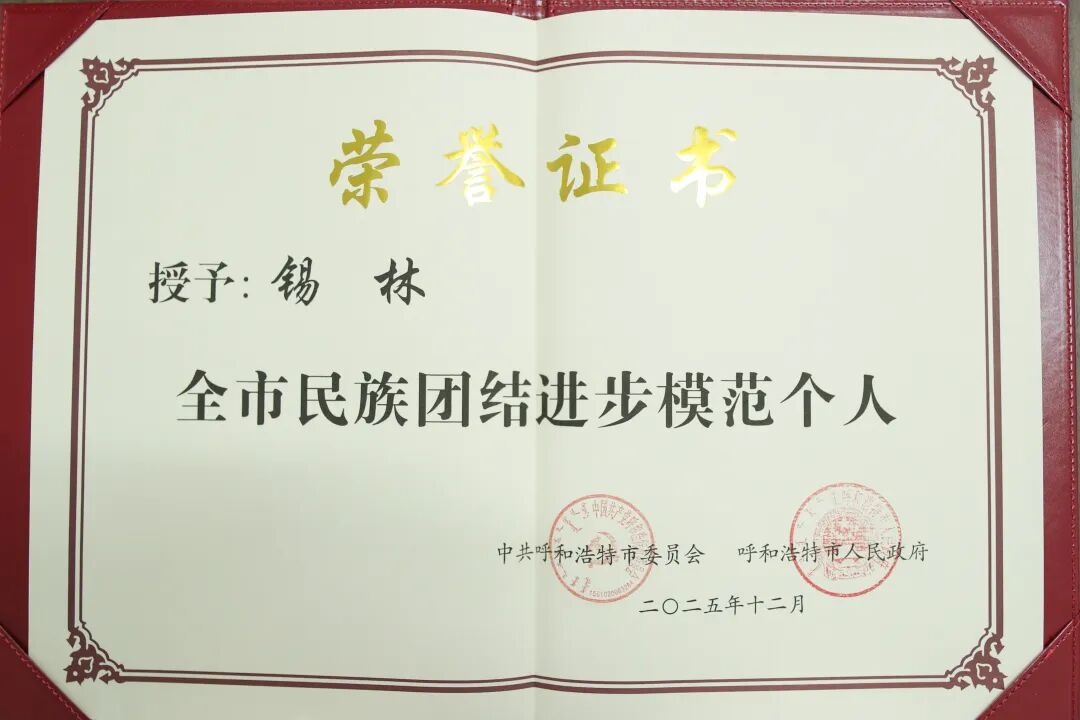 荣誉证书
授予：锡 林
全市民族团结进步模范个人
中共呼和浩特市委员会 呼和浩特市人民政府
二〇二五年十二月